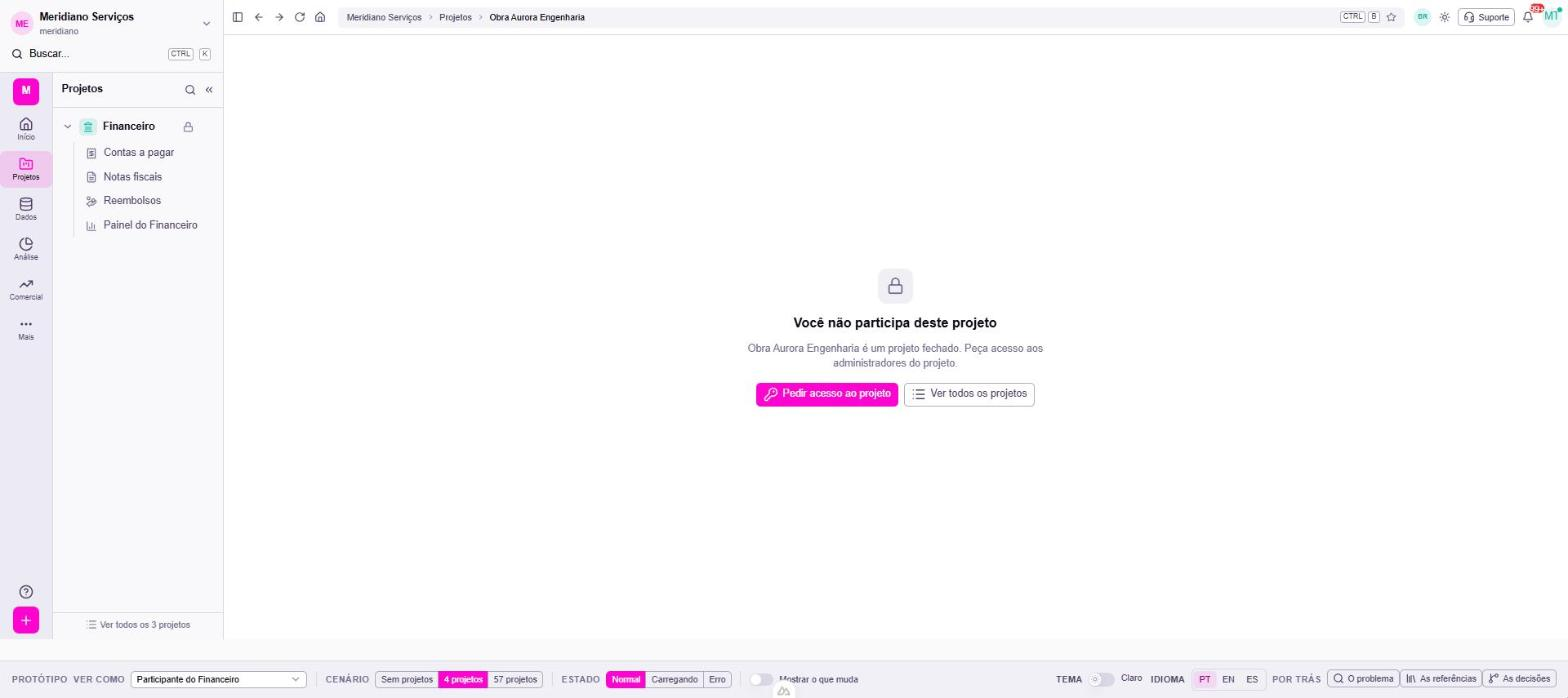 ME
Meridiano Serviços
meridiano
Buscar...
CTRL K
Meridiano Serviços > Projetos > Obra Aurora Engenharia
CTRL B
BR
Suporte
99+
MT
M
Início
Projetos
Dados
Análise
Comercial
Mais
Projetos
Financeiro
Contas a pagar
Notas fiscais
Reembolsos
Painel do Financeiro
Ver todos os 3 projetos
Você não participa deste projeto
Obra Aurora Engenharia é um projeto fechado. Peça acesso aos
administradores do projeto.
Pedir acesso ao projeto
Ver todos os projetos
PROTÓTIPO VER COMO Participante do Financeiro CENÁRIO Sem projetos 4 projetos 57 projetos ESTADO Normal Carregando Erro Mostrar o que muda TEMA Claro IDIOMA PT EN ES POR TRÁS O problema As referências As decisões